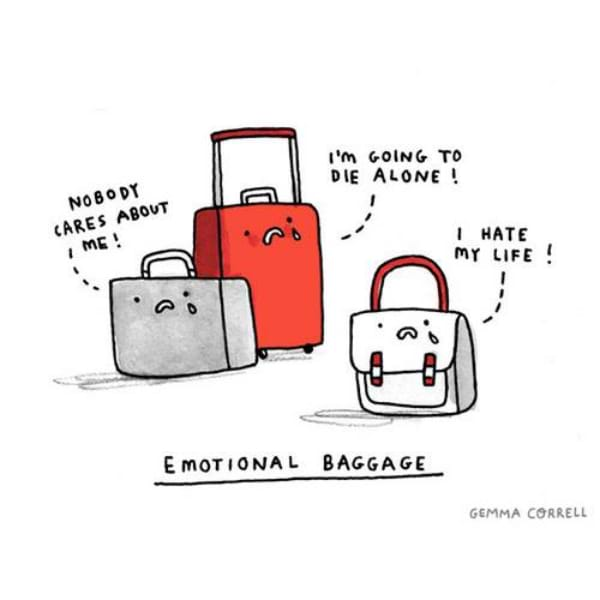 NOBODY
CARES ABOUT
ME!
I'M GOING TO
DIE ALONE!
I HATE
MY LIFE!
EMOTIONAL BAGGAGE
GEMMA CORRELL